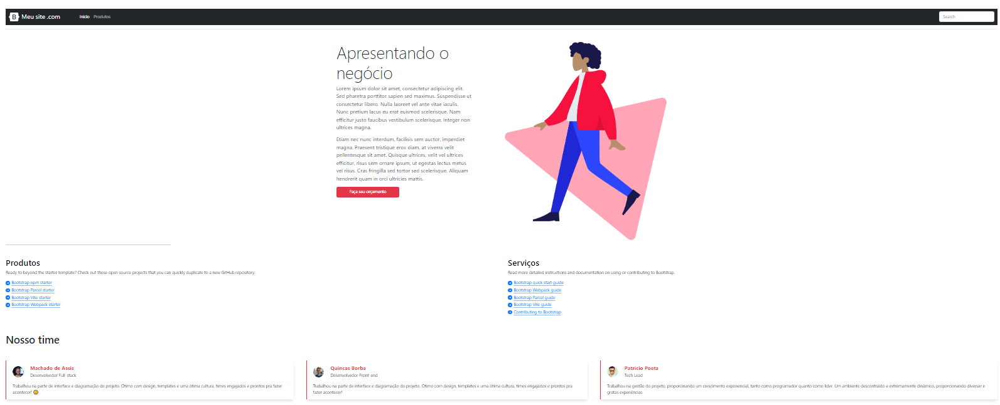 B Meu site .com Início Produtos Search
Apresentando o
negócio
Lorem ipsum dolor sit amet, consectetur adipiscing elit.
Sed pharetra porttitor sapien sed maximus. Suspendisse ut
consectetur libero. Nulla laoreet vel ante vitae iaculis.
Nunc pretium lacus eu erat euismod scelerisque. Nam
efficitur justo faucibus vestibulum scelerisque. Integer non
ultrices magna.
Etiam nec nunc interdum, facilisis sem auctor, imperdiet
magna. Praesent tristique eros diam, at viverra velit
pellentesque sit amet. Quisque ultrices, velit vel ultrices
efficitur, risus sem ornare ipsum, ut egestas lectus metus
vel risus. Cras fringilla sed tortor sed scelerisque. Aliquam
hendrerit quam in orci ultricies mattis.
Faça seu orçamento
Produtos
Ready to beyond the starter template? Check out these open source projects that you can quickly duplicate to a new GitHub repository.
Bootstrap npm starter
Bootstrap Parcel starter
Bootstrap Vite starter
Bootstrap Webpack starter
Serviços
Read more detailed instructions and documentation on using or contributing to Bootstrap.
Bootstrap quick start guide
Bootstrap Webpack guide
Bootstrap Parcel guide
Bootstrap Vite guide
Contributing to Bootstrap
Nosso time
Machado de Assis
Desenvolvedor Full-stack
Trabalhou na parte de interface e diagramação do projeto. Otimo com design, templates e uma ótima cultura, times engajados e prontos pra fazer
acontecer! 😀
Quincas Borba
Desenvolvedor Front-end
Trabalhou na parte de interface e diagramação do projeto. Otimo com design, templates e uma ótima cultura, times engajados e prontos pra
fazer acontecer!
Patrício Poeta
Tech Lead
Trabalhou na gestão do projeto, proporcinando um crescimento exponencial, tanto como programador quanto como líder. Um ambiente descontraído e extremamente dinâmico, proporcionando diversar e
gratas experiências.